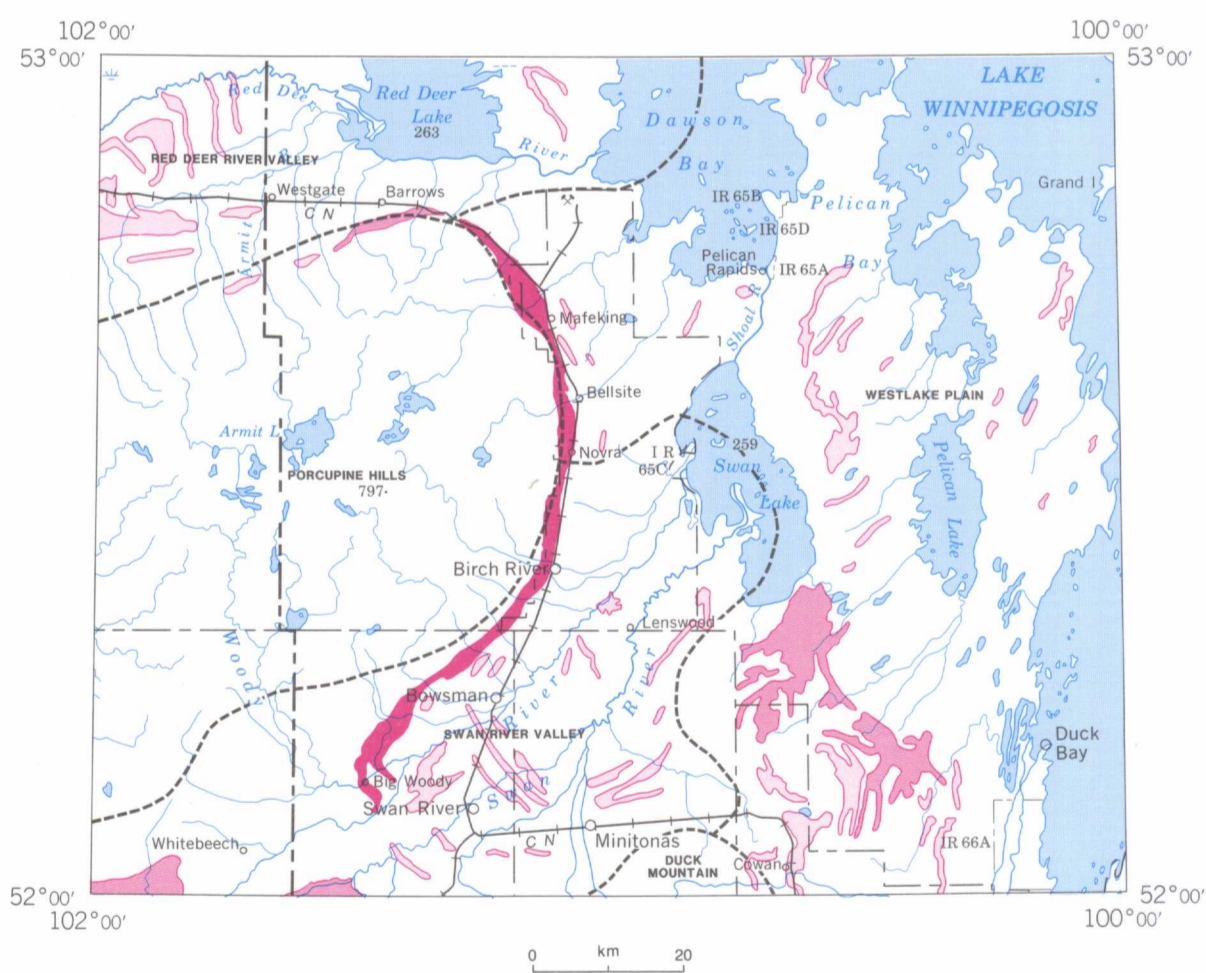 102°00'
100°00'
53°00'
53°00'
LAKE
WINNIPEGOSIS
Red Deer
Red Deer
Lake
263
Dawson
Bay
River
R
RED DEER RIVER VALLEY
Westgate
Barrows
C N
Grand I
IR 65B
Pelican
Bay
IR 65D
Pelican
Rapids
IR 65A
Armit
Shoal R
Mafeking
Bellsite
WESTLAKE PLAIN
Armit L
Novra
I R
65C
259
Swan
Lake
PORCUPINE HILLS
797
Pelican
Lake
Birch River
Lenswood
Woody
River
Bowsman
River
SWAN RIVER VALLEY
Duck
Bay
Big Woody
Swan
Swan River
Whitebeech
C N
Minitonas
DUCK
MOUNTAIN
Cowan
IR 66A
52°00'
52°00'
102°00'
100°00'
km
0
20